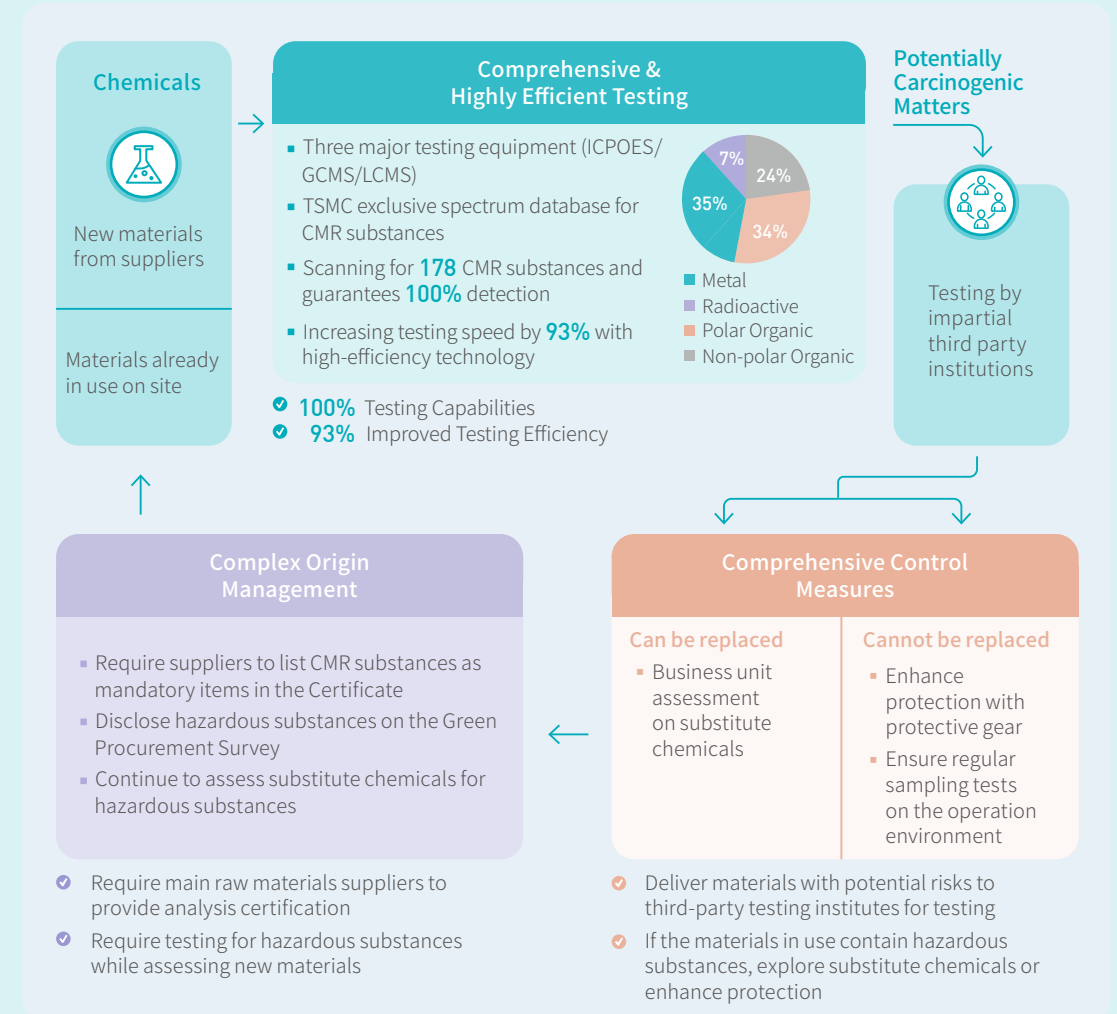 Chemicals
New materials
from suppliers
Materials already
in use on site
Comprehensive &
Highly Efficient Testing
Three major testing equipment (ICPOES/
GCMS/LCMS)
TSMC exclusive spectrum database for
CMR substances
Scanning for 178 CMR substances and
guarantees 100% detection
Increasing testing speed by 93% with
high-efficiency technology
7%
24%
35%
34%
Metal
Radioactive
Polar Organic
Non-polar Organic
100% Testing Capabilities
93% Improved Testing Efficiency
Potentially
Carcinogenic
Matters
Testing by
impartial
third party
institutions
Comprehensive Control
Measures
Can be replaced
Business unit
assessment
on substitute
chemicals
Cannot be replaced
Enhance
protection with
protective gear
Ensure regular
sampling tests
on the operation
environment
Deliver materials with potential risks to
third-party testing institutes for testing
If the materials in use contain hazardous
substances, explore substitute chemicals or
enhance protection
Complex Origin
Management
Require suppliers to list CMR substances as
mandatory items in the Certificate
Disclose hazardous substances on the Green
Procurement Survey
Continue to assess substitute chemicals for
hazardous substances
Require main raw materials suppliers to
provide analysis certification
Require testing for hazardous substances
while assessing new materials